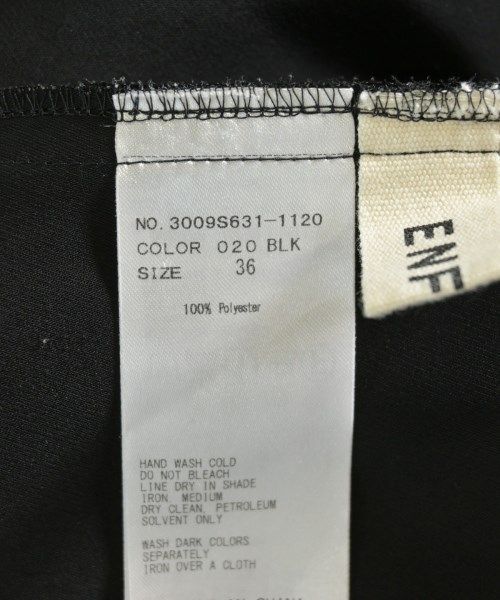 NO. 3009S631-1120
COLOR 020 BLK
SIZE 36
100% Polyester
HAND WASH COLD
DO NOT BLEACH
LINE DRY IN SHADE
IRON, MEDIUM
DRY CLEAN, PETROLEUM
SOLVENT ONLY
WASH DARK COLORS
SEPARATELY
IRON OVER A CLOTH
ENF